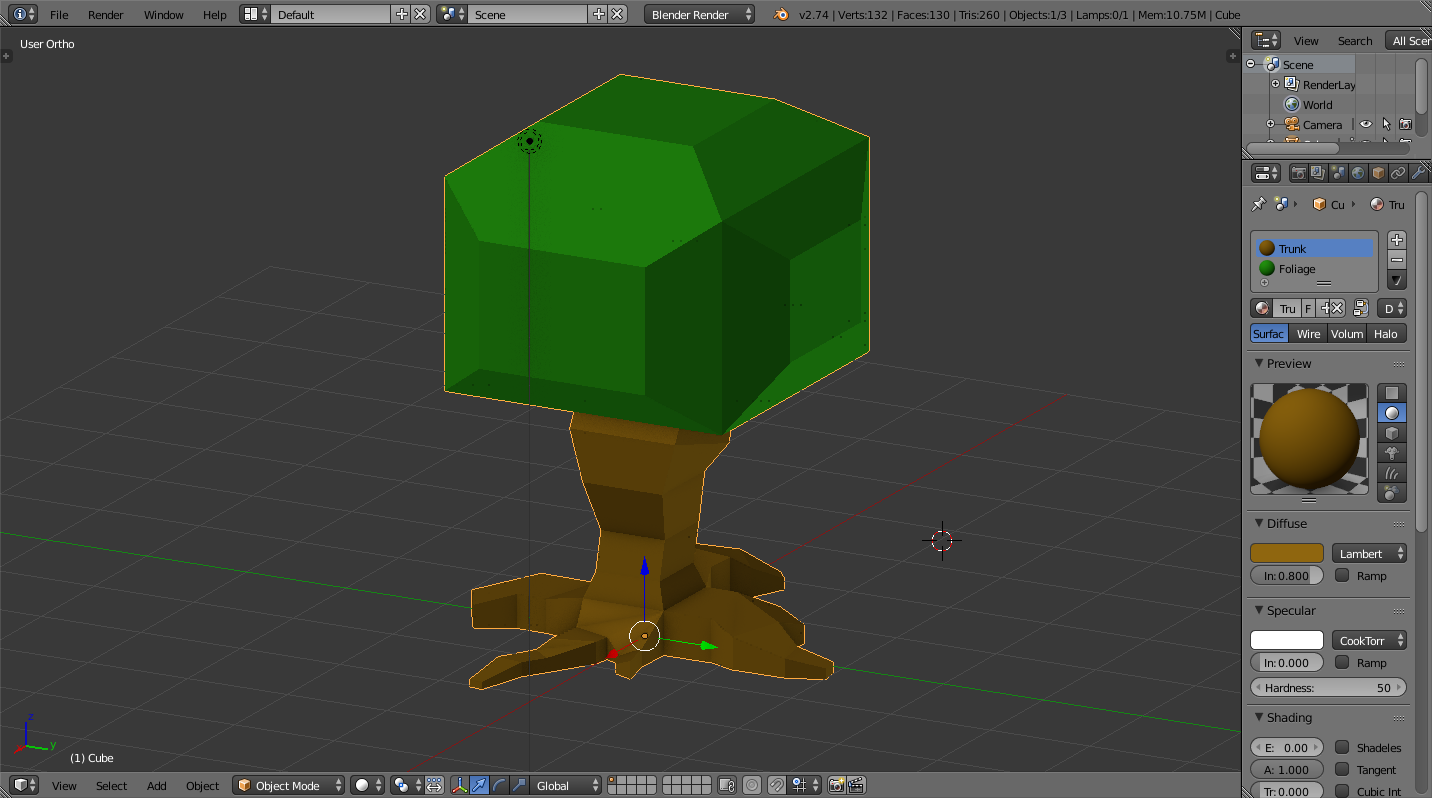 File Render Window Help Default Scene Blender Render v2.74 | Verts:132 | Faces:130 | Tris:260 | Objects:1/3 | Lamps:0/1 | Mem:10.75M | Cube
User Ortho
View Search All Scen
Scene
RenderLay
World
Camera
Cu Tru
Trunk
Foliage
Tru F D
Surfac Wire Volum Halo
Preview
Diffuse
Lambert
In: 0.800 Ramp
Specular
CookTorr
In: 0.000 Ramp
Hardness: 50
Shading
E: 0.00 Shadeles
A: 1.000 Tangent
Tr: 0.000 Cubic Int
z
y
(1) Cube
View Select Add Object Object Mode Global